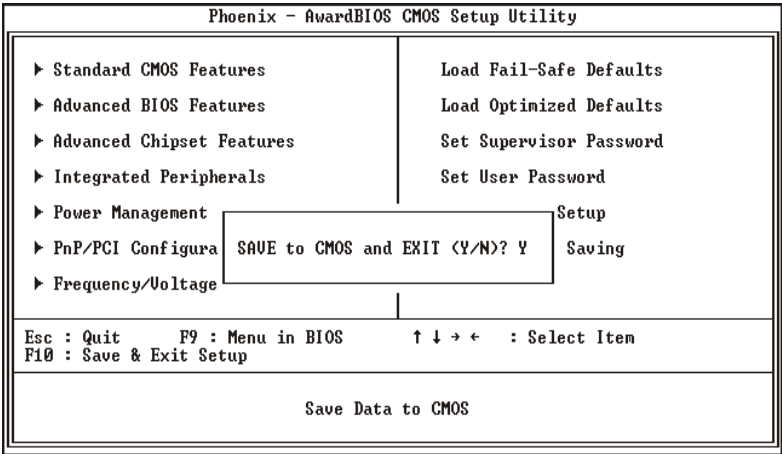 Phoenix - AwardBIOS CMOS Setup Utility
▶ Standard CMOS Features
▶ Advanced BIOS Features
▶ Advanced Chipset Features
▶ Integrated Peripherals
▶ Power Management
▶ PnP/PCI Configura
▶ Frequency/Voltage
Load Fail-Safe Defaults
Load Optimized Defaults
Set Supervisor Password
Set User Password
Setup
Saving
SAVE to CMOS and EXIT (Y/N)? Y
Esc : Quit F9 : Menu in BIOS ↑ ↓ → ← : Select Item
F10 : Save & Exit Setup
Save Data to CMOS